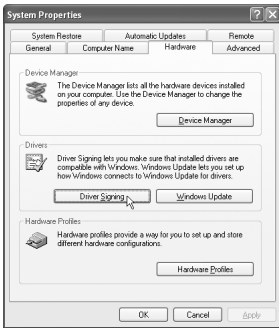 System Properties
System Restore Automatic Updates Remote
General Computer Name Hardware Advanced
Device Manager
The Device Manager lists all the hardware devices installed
on your computer. Use the Device Manager to change the
properties of any device.
Device Manager
Drivers
Driver Signing lets you make sure that installed drivers are
compatible with Windows. Windows Update lets you set up
how Windows connects to Windows Update for drivers.
Driver Signing Windows Update
Hardware Profiles
Hardware profiles provide a way for you to set up and store
different hardware configurations.
Hardware Profiles
OK Cancel Apply